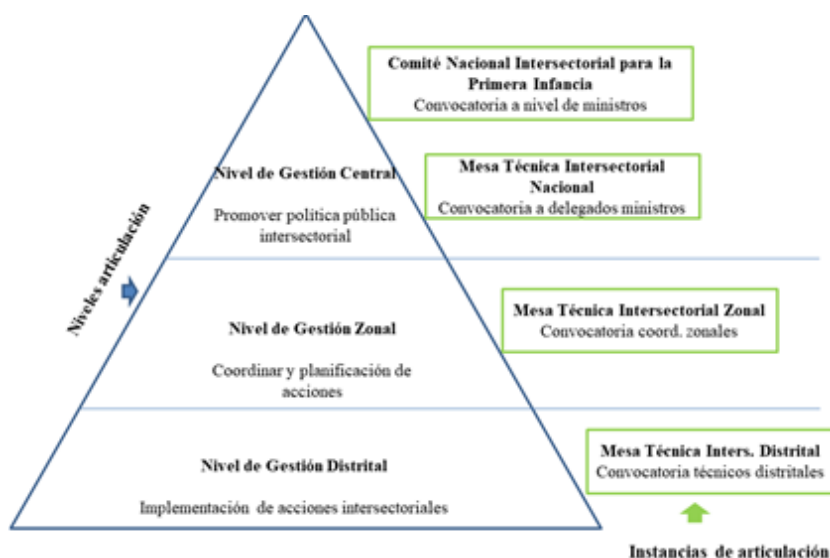 Comité Nacional Intersectorial para la
Primera Infancia
Convocatoria a nivel de ministros
Nivel de Gestión Central
Promover política pública
intersectorial
Mesa Técnica Intersectorial
Nacional
Convocatoria a delegados ministros
Niveles articulación
Nivel de Gestión Zonal
Coordinar y planificación de
acciones
Mesa Técnica Intersectorial Zonal
Convocatoria coord. zonales
Nivel de Gestión Distrital
Implementación de acciones intersectoriales
Mesa Técnica Inters. Distrital
Convocatoria técnicos distritales
Instancias de articulación